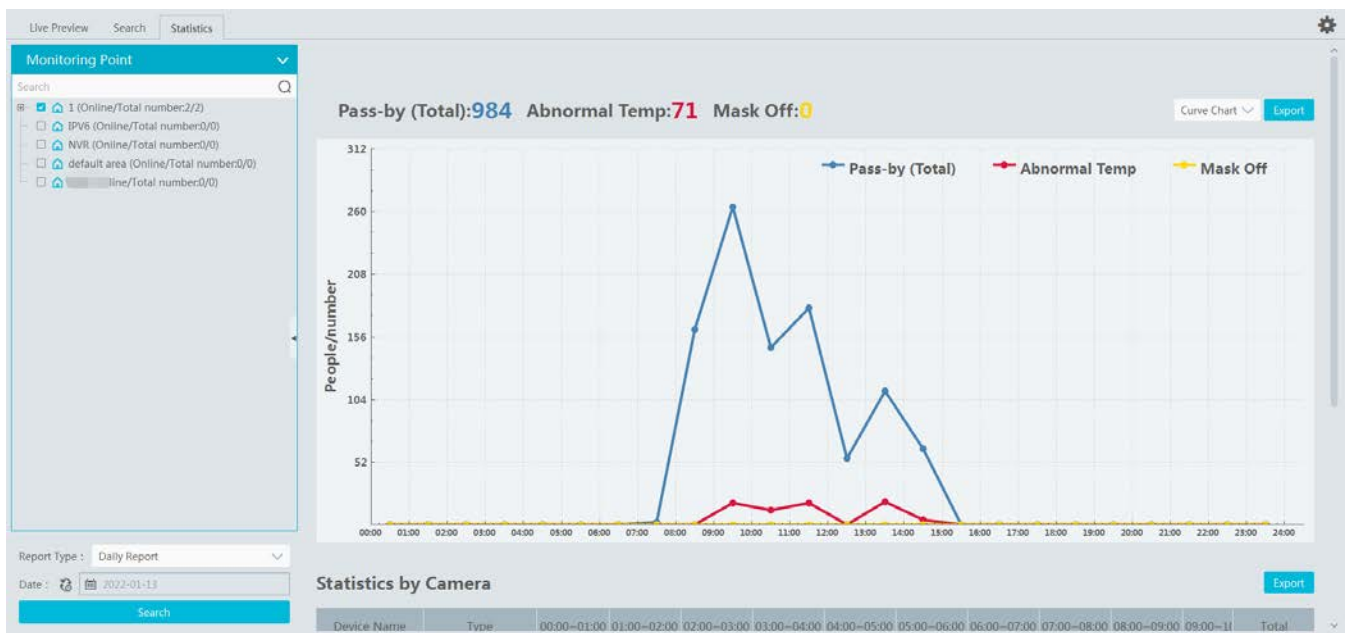 Live Preview Search Statistics
Monitoring Point
Search
1 (Online/Total number:2/2)
IPV6 (Online/Total number:0/0)
NVR (Online/Total number:0/0)
default area (Online/Total number:0/0)
line/Total number:0/0)
Report Type : Daily Report
Date : 2022-01-13
Search
Pass-by (Total):984 Abnormal Temp:71 Mask Off:0
Curve Chart Export
Pass-by (Total) Abnormal Temp Mask Off
People/number
312
260
208
156
104
52
00:00 01:00 02:00 03:00 04:00 05:00 06:00 07:00 08:00 09:00 10:00 11:00 12:00 13:00 14:00 15:00 16:00 17:00 18:00 19:00 20:00 21:00 22:00 23:00 24:00
Statistics by Camera Export
Device Name Type 00:00~01:00 01:00~02:00 02:00~03:00 03:00~04:00 04:00~05:00 05:00~06:00 06:00~07:00 07:00~08:00 08:00~09:00 09:00~1( Total